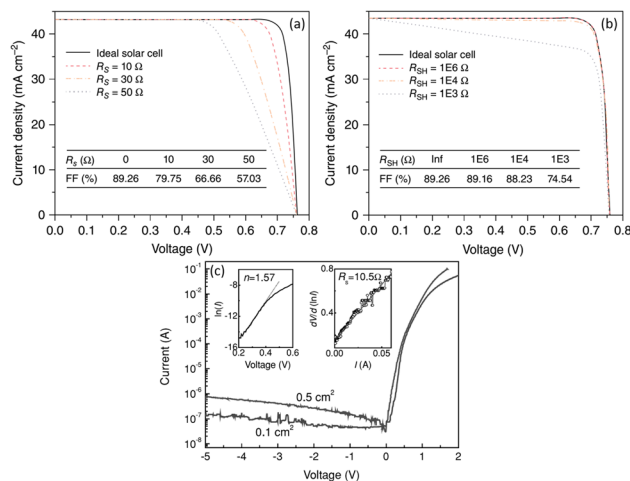 (a)
Current density (mA cm⁻²)
40
30
20
10
0
Ideal solar cell
R_S = 10 Ω
R_S = 30 Ω
R_S = 50 Ω
R_s (Ω) 0 10 30 50
FF (%) 89.26 79.75 66.66 57.03
0.0 0.1 0.2 0.3 0.4 0.5 0.6 0.7 0.8
Voltage (V)
(b)
Current density (mA cm⁻²)
40
30
20
10
0
Ideal solar cell
R_SH = 1E6 Ω
R_SH = 1E4 Ω
R_SH = 1E3 Ω
R_SH (Ω) Inf 1E6 1E4 1E3
FF (%) 89.26 89.16 88.23 74.54
0.0 0.1 0.2 0.3 0.4 0.5 0.6 0.7 0.8
Voltage (V)
(c)
Current (A)
10⁻¹
10⁻²
10⁻³
10⁻⁴
10⁻⁵
10⁻⁶
10⁻⁷
10⁻⁸
n=1.57
ln(I)
-8
-12
-16
0.2 0.4 0.6
Voltage (V)
R_s=10.5Ω
dV/d (lnI)
0.8
0.4
0.00 0.05
I (A)
0.5 cm²
0.1 cm²
-5 -4 -3 -2 -1 0 1 2
Voltage (V)